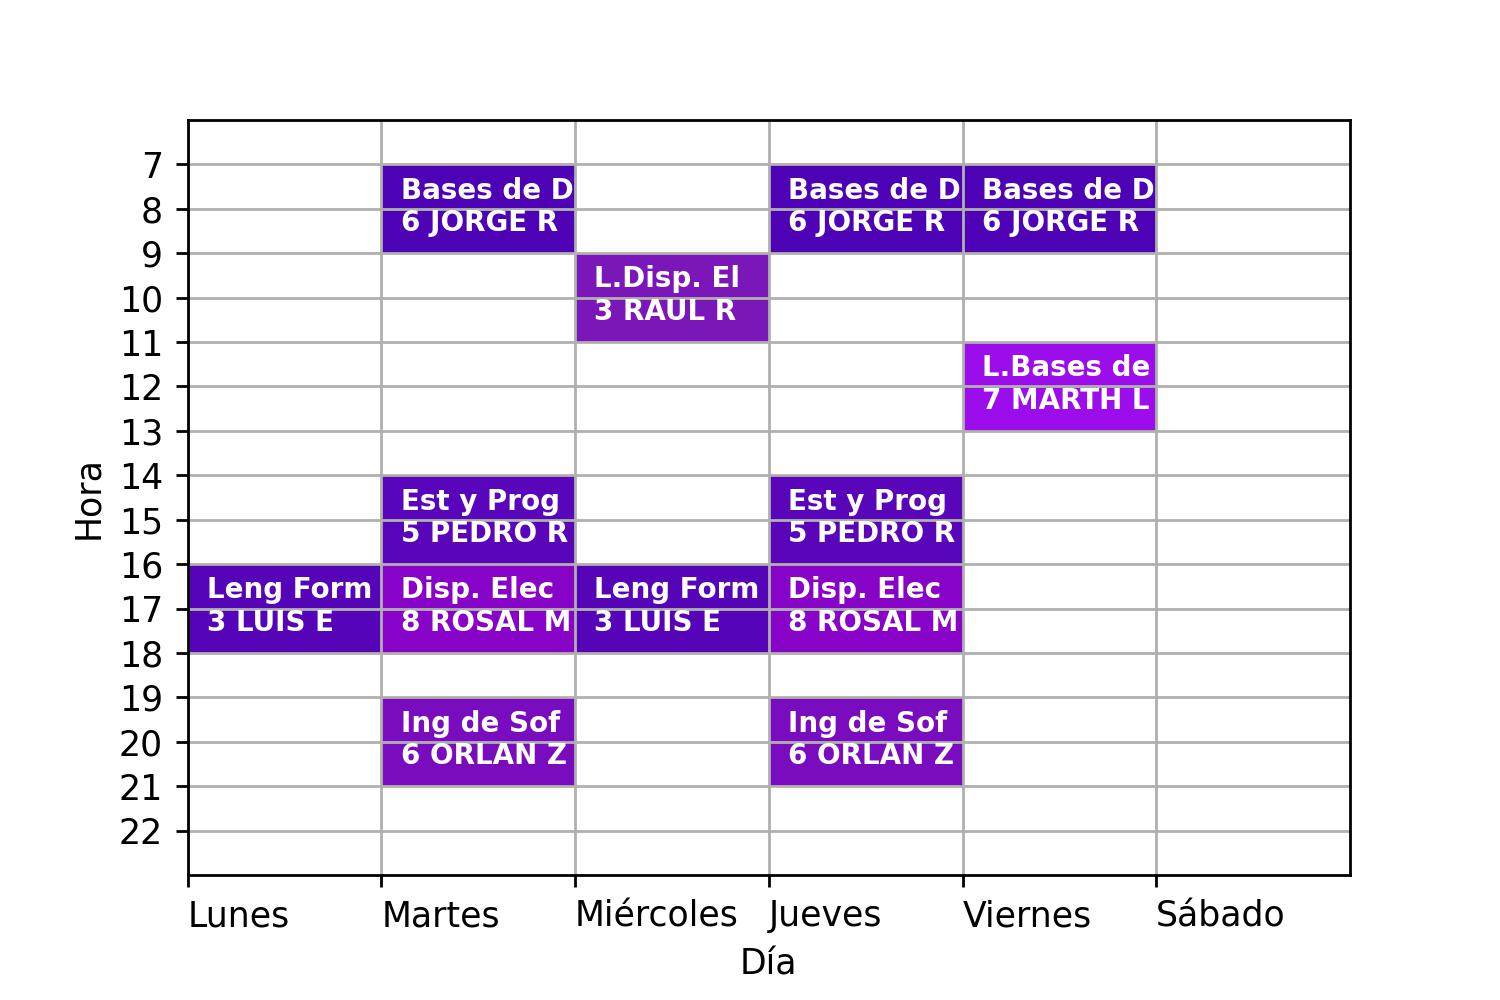 7
Bases de D
Bases de D
Bases de D
8
6 JORGE R
6 JORGE R
6 JORGE R
9
L.Disp. El
10
3 RAUL R
11
L.Bases de
12
7 MARTH L
13
14
Est y Prog
Est y Prog
Hora
15
5 PEDRO R
5 PEDRO R
16
Leng Form
Disp. Elec
Leng Form
Disp. Elec
17
3 LUIS E
8 ROSAL M
3 LUIS E
8 ROSAL M
18
19
Ing de Sof
Ing de Sof
20
6 ORLAN Z
6 ORLAN Z
21
22
Lunes
Martes
Miércoles
Jueves
Viernes
Sábado
Día